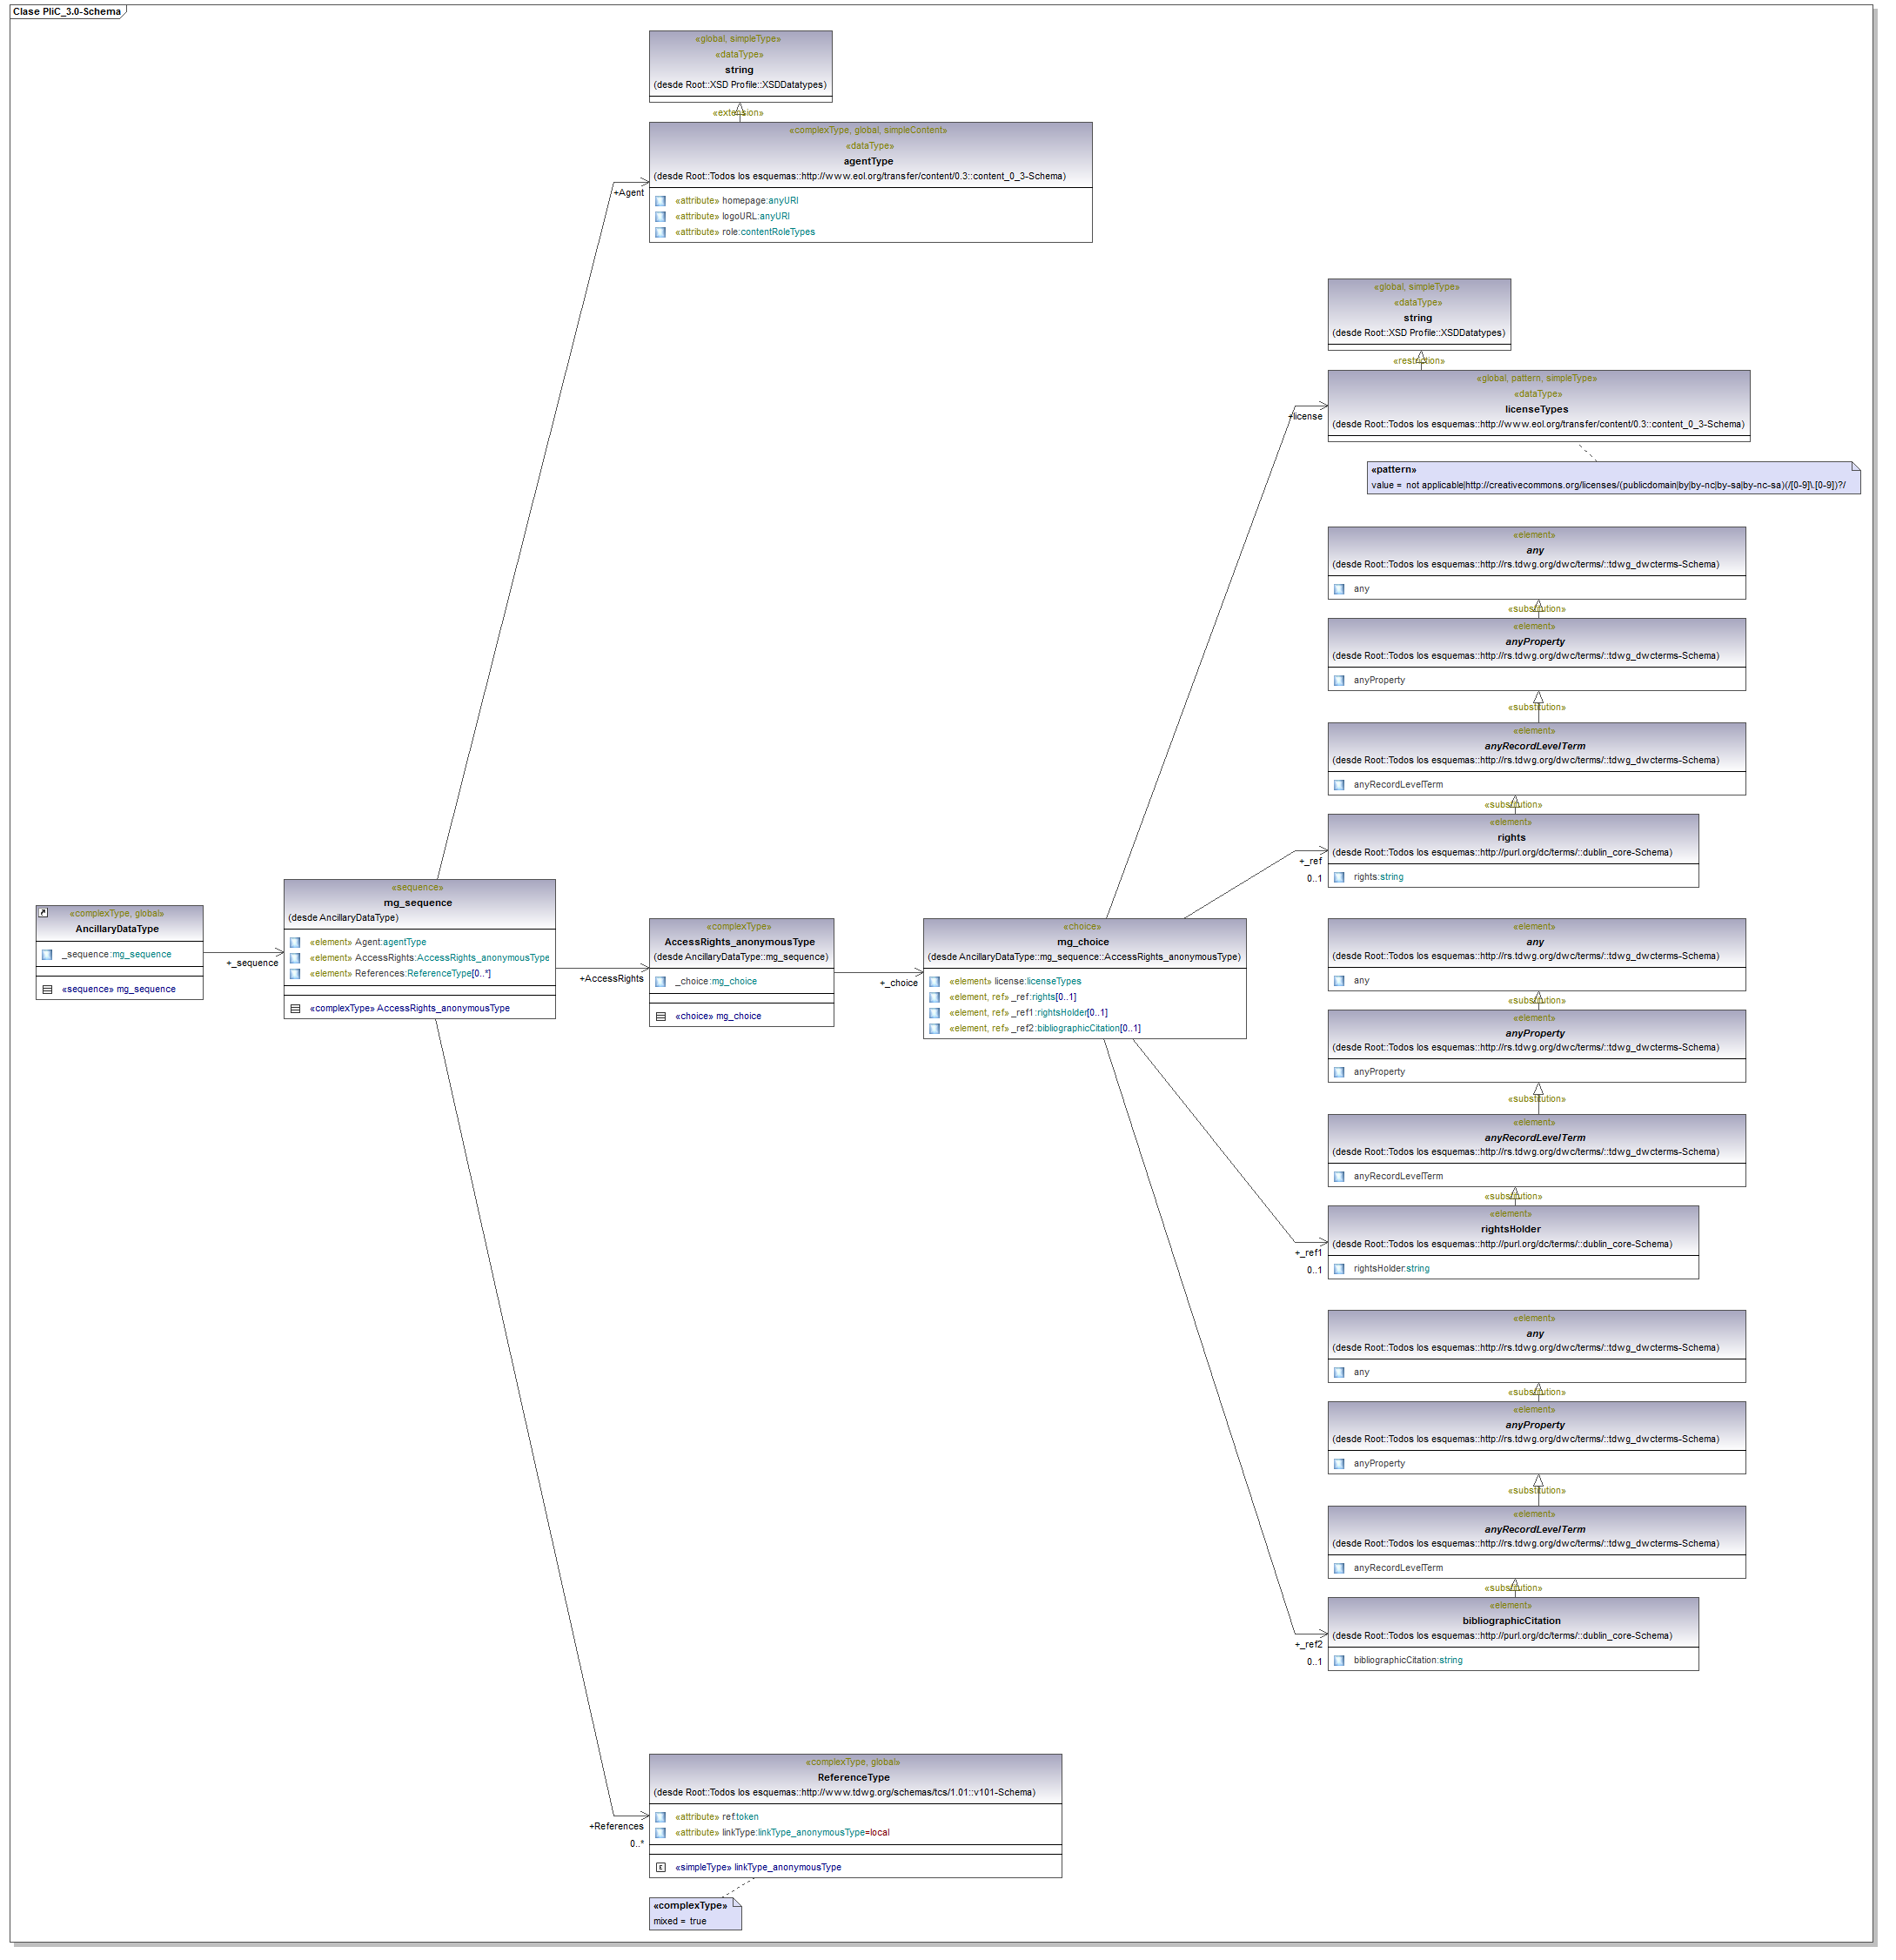 Clase PliC_3.0-Schema
«global, simpleType»
«dataType»
string
(desde Root::XSD Profile::XSDDatatypes)
«extension»
«complexType, global, simpleContent»
«dataType»
agentType
(desde Root::Todos los esquemas::http://www.eol.org/transfer/content/0.3::content_0_3-Schema)
+Agent
«attribute» homepage:anyURI
«attribute» logoURL:anyURI
«attribute» role:contentRoleTypes
«global, simpleType»
«dataType»
string
(desde Root::XSD Profile::XSDDatatypes)
«restriction»
«global, pattern, simpleType»
«dataType»
licenseTypes
+license
(desde Root::Todos los esquemas::http://www.eol.org/transfer/content/0.3::content_0_3-Schema)
«pattern»
value = not applicable|http://creativecommons.org/licenses/(publicdomain|by|by-nc|by-sa|by-nc-sa)(/[0-9]\.[0-9])?/
«element»
any
(desde Root::Todos los esquemas::http://rs.tdwg.org/dwc/terms/::tdwg_dwcterms-Schema)
any
«substitution»
«element»
anyProperty
(desde Root::Todos los esquemas::http://rs.tdwg.org/dwc/terms/::tdwg_dwcterms-Schema)
anyProperty
«substitution»
«element»
anyRecordLevelTerm
(desde Root::Todos los esquemas::http://rs.tdwg.org/dwc/terms/::tdwg_dwcterms-Schema)
anyRecordLevelTerm
«substitution»
«element»
rights
(desde Root::Todos los esquemas::http://purl.org/dc/terms/::dublin_core-Schema)
+_ref
0..1
rights:string
«complexType, global»
AncillaryDataType
_sequence:mg_sequence
«sequence» mg_sequence
+_sequence
«sequence»
mg_sequence
(desde AncillaryDataType)
«element» Agent:agentType
«element» AccessRights:AccessRights_anonymousType
«element» References:ReferenceType[0..*]
«complexType» AccessRights_anonymousType
+AccessRights
«complexType»
AccessRights_anonymousType
(desde AncillaryDataType::mg_sequence)
_choice:mg_choice
«choice» mg_choice
+_choice
«choice»
mg_choice
(desde AncillaryDataType::mg_sequence::AccessRights_anonymousType)
«element» license:licenseTypes
«element, ref» _ref:rights[0..1]
«element, ref» _ref1:rightsHolder[0..1]
«element, ref» _ref2:bibliographicCitation[0..1]
«element»
any
(desde Root::Todos los esquemas::http://rs.tdwg.org/dwc/terms/::tdwg_dwcterms-Schema)
any
«substitution»
«element»
anyProperty
(desde Root::Todos los esquemas::http://rs.tdwg.org/dwc/terms/::tdwg_dwcterms-Schema)
anyProperty
«substitution»
«element»
anyRecordLevelTerm
(desde Root::Todos los esquemas::http://rs.tdwg.org/dwc/terms/::tdwg_dwcterms-Schema)
anyRecordLevelTerm
«substitution»
«element»
rightsHolder
(desde Root::Todos los esquemas::http://purl.org/dc/terms/::dublin_core-Schema)
+_ref1
0..1
rightsHolder:string
«element»
any
(desde Root::Todos los esquemas::http://rs.tdwg.org/dwc/terms/::tdwg_dwcterms-Schema)
any
«substitution»
«element»
anyProperty
(desde Root::Todos los esquemas::http://rs.tdwg.org/dwc/terms/::tdwg_dwcterms-Schema)
anyProperty
«substitution»
«element»
anyRecordLevelTerm
(desde Root::Todos los esquemas::http://rs.tdwg.org/dwc/terms/::tdwg_dwcterms-Schema)
anyRecordLevelTerm
«substitution»
«element»
bibliographicCitation
(desde Root::Todos los esquemas::http://purl.org/dc/terms/::dublin_core-Schema)
+_ref2
0..1
bibliographicCitation:string
«complexType, global»
ReferenceType
(desde Root::Todos los esquemas::http://www.tdwg.org/schemas/tcs/1.01::v101-Schema)
+References
0..*
«attribute» ref:token
«attribute» linkType:linkType_anonymousType=local
«simpleType» linkType_anonymousType
«complexType»
mixed = true